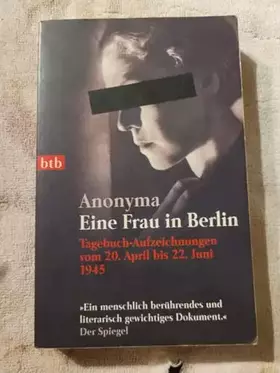 btb
Anonyma
Eine Frau in Berlin
Tagebuch-Aufzeichnungen
vom 20. April bis 22. Juni
1945
»Ein menschlich berührendes und
literarisch gewichtiges Dokument.«
Der Spiegel